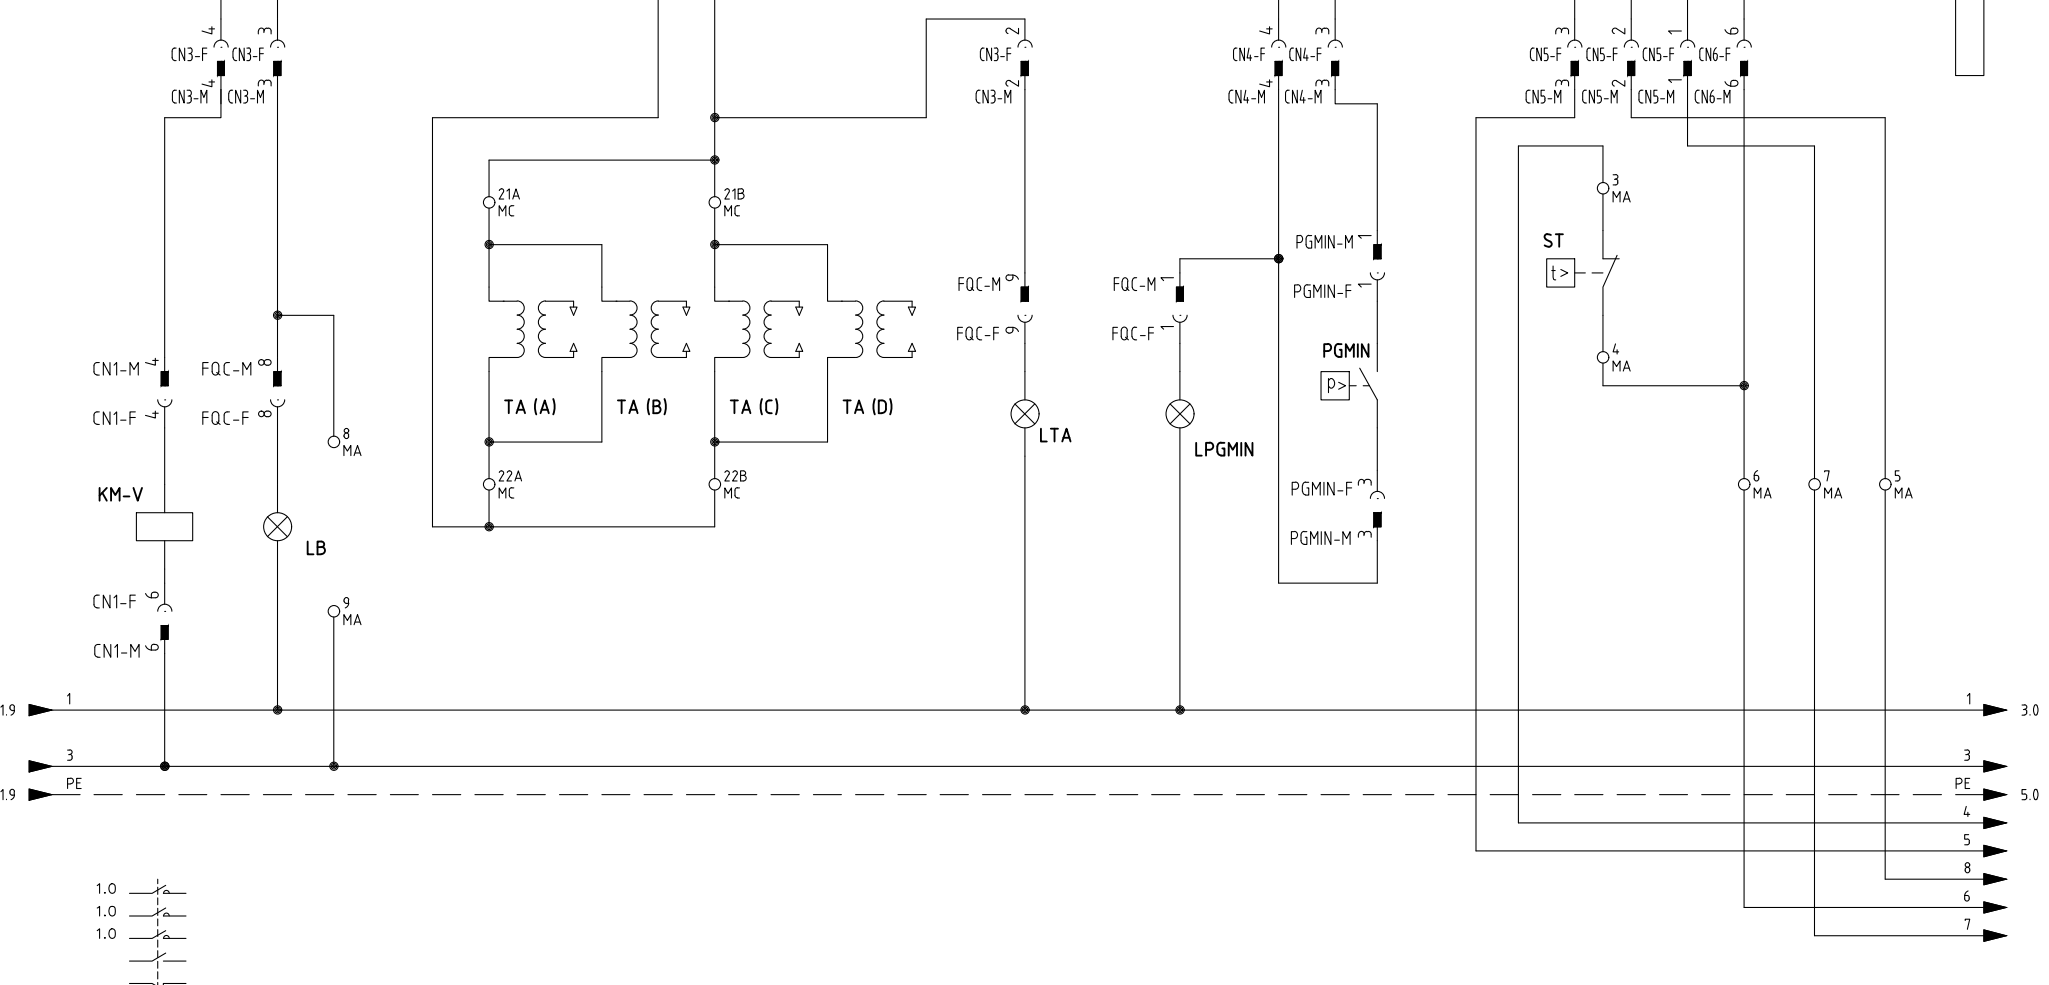 4 3 2 4 3 3 2 1 6
CN3-F CN3-F CN3-F CN4-F CN4-F CN5-F CN5-F CN5-F CN6-F
4 3 2 4 3 3 2 1 6
CN3-M CN3-M CN3-M CN4-M CN4-M CN5-M CN5-M CN5-M CN6-M
21A
MC
21B
MC
3
MA
ST
t>
PGMIN-M 1
PGMIN-F 1
FQC-M 9
FQC-F 9
FQC-M 1
FQC-F 1
PGMIN
p>
4
MA
CN1-M 4
CN1-F 4
FQC-M 8
FQC-F 8
TA (A) TA (B) TA (C) TA (D)
8
MA
LTA
LPGMIN
22A
MC
22B
MC
PGMIN-F 3
PGMIN-M 3
6
MA
7
MA
5
MA
KM-V
LB
CN1-F 6
CN1-M 6
9
MA
1.9 1 1 3.0
3 3
1.9 PE PE 5.0
4
5
8
6
7
1.0
1.0
1.0